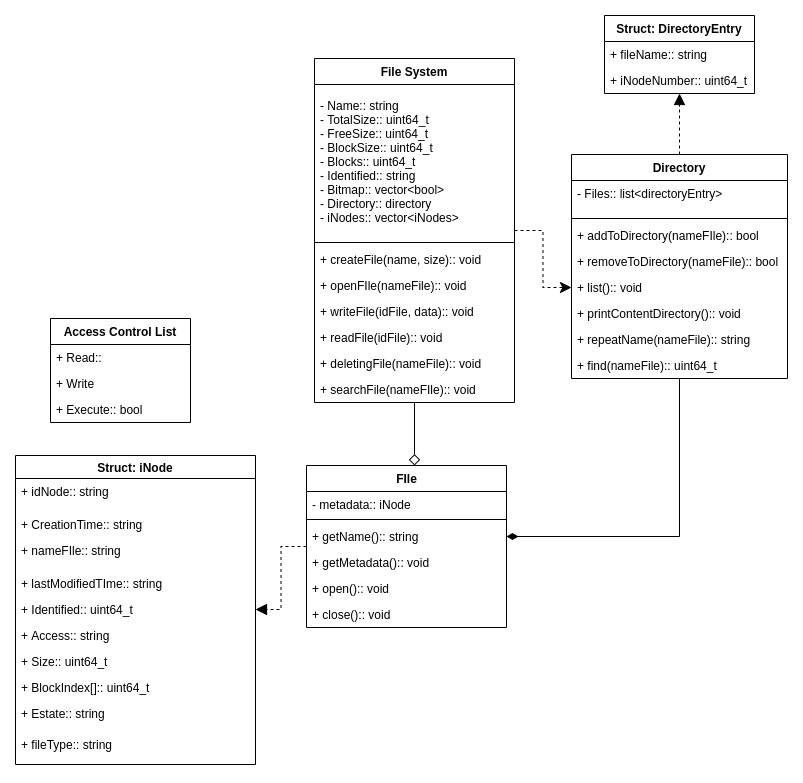 Struct: DirectoryEntry
+ fileName:: string
+ iNodeNumber:: uint64_t
File System
- Name:: string
- TotalSize:: uint64_t
- FreeSize:: uint64_t
- BlockSize:: uint64_t
- Blocks:: uint64_t
- Identified:: string
- Bitmap:: vector<bool>
- Directory:: directory
- iNodes:: vector<iNodes>
+ createFile(name, size):: void
+ openFIle(nameFile):: void
+ writeFile(idFile, data):: void
+ readFile(idFile):: void
+ deletingFile(nameFile):: void
+ searchFile(nameFIle):: void
Directory
- Files:: list<directoryEntry>
+ addToDirectory(nameFIle):: bool
+ removeToDirectory(nameFile):: bool
+ list():: void
+ printContentDirectory():: void
+ repeatName(nameFile):: string
+ find(nameFile):: uint64_t
Access Control List
+ Read::
+ Write
+ Execute:: bool
Struct: iNode
+ idNode:: string
+ CreationTime:: string
+ nameFIle:: string
+ lastModifiedTIme:: string
+ Identified:: uint64_t
+ Access:: string
+ Size:: uint64_t
+ BlockIndex[]:: uint64_t
+ Estate:: string
+ fileType:: string
FIle
- metadata:: iNode
+ getName():: string
+ getMetadata():: void
+ open():: void
+ close():: void